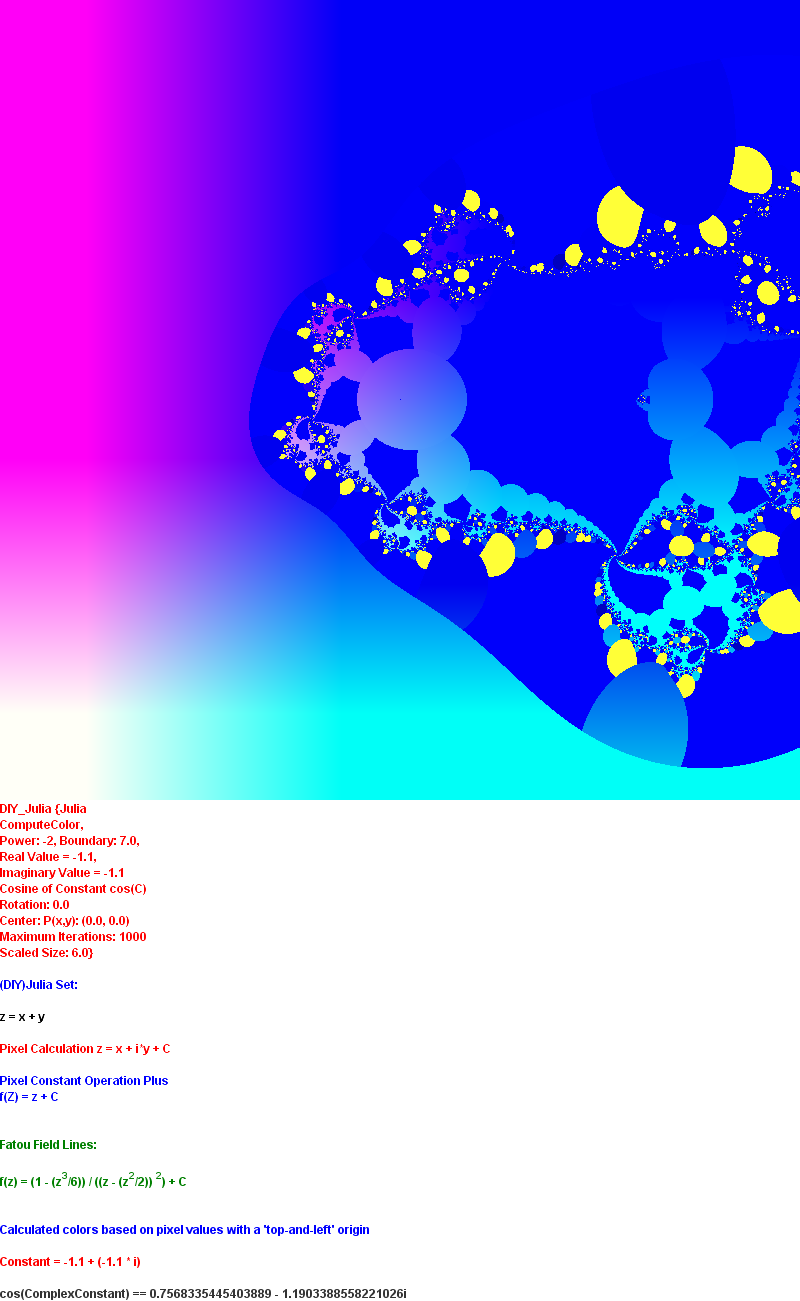 DIY_Julia {Julia
ComputeColor,
Power: -2, Boundary: 7.0,
Real Value = -1.1,
Imaginary Value = -1.1
Cosine of Constant cos(C)
Rotation: 0.0
Center: P(x,y): (0.0, 0.0)
Maximum Iterations: 1000
Scaled Size: 6.0}
(DIY)Julia Set:
z = x + y
Pixel Calculation z = x + i*y + C
Pixel Constant Operation Plus
f(Z) = z + C
Fatou Field Lines:
f(z) = (1 - (z³/6)) / ((z - (z²/2)) ²) + C
Calculated colors based on pixel values with a 'top-and-left' origin
Constant = -1.1 + (-1.1 * i)
cos(ComplexConstant) == 0.7568335445403889 - 1.1903388558221026i